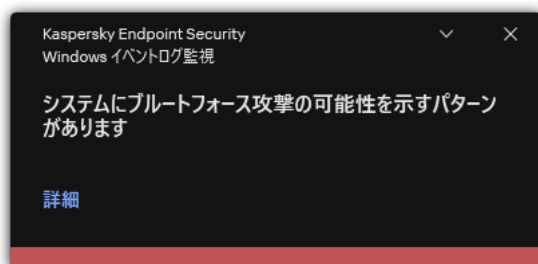 Kaspersky Endpoint Security
Windows イベントログ監視
システムにブルートフォース攻撃の可能性を示すパターン
があります
詳細